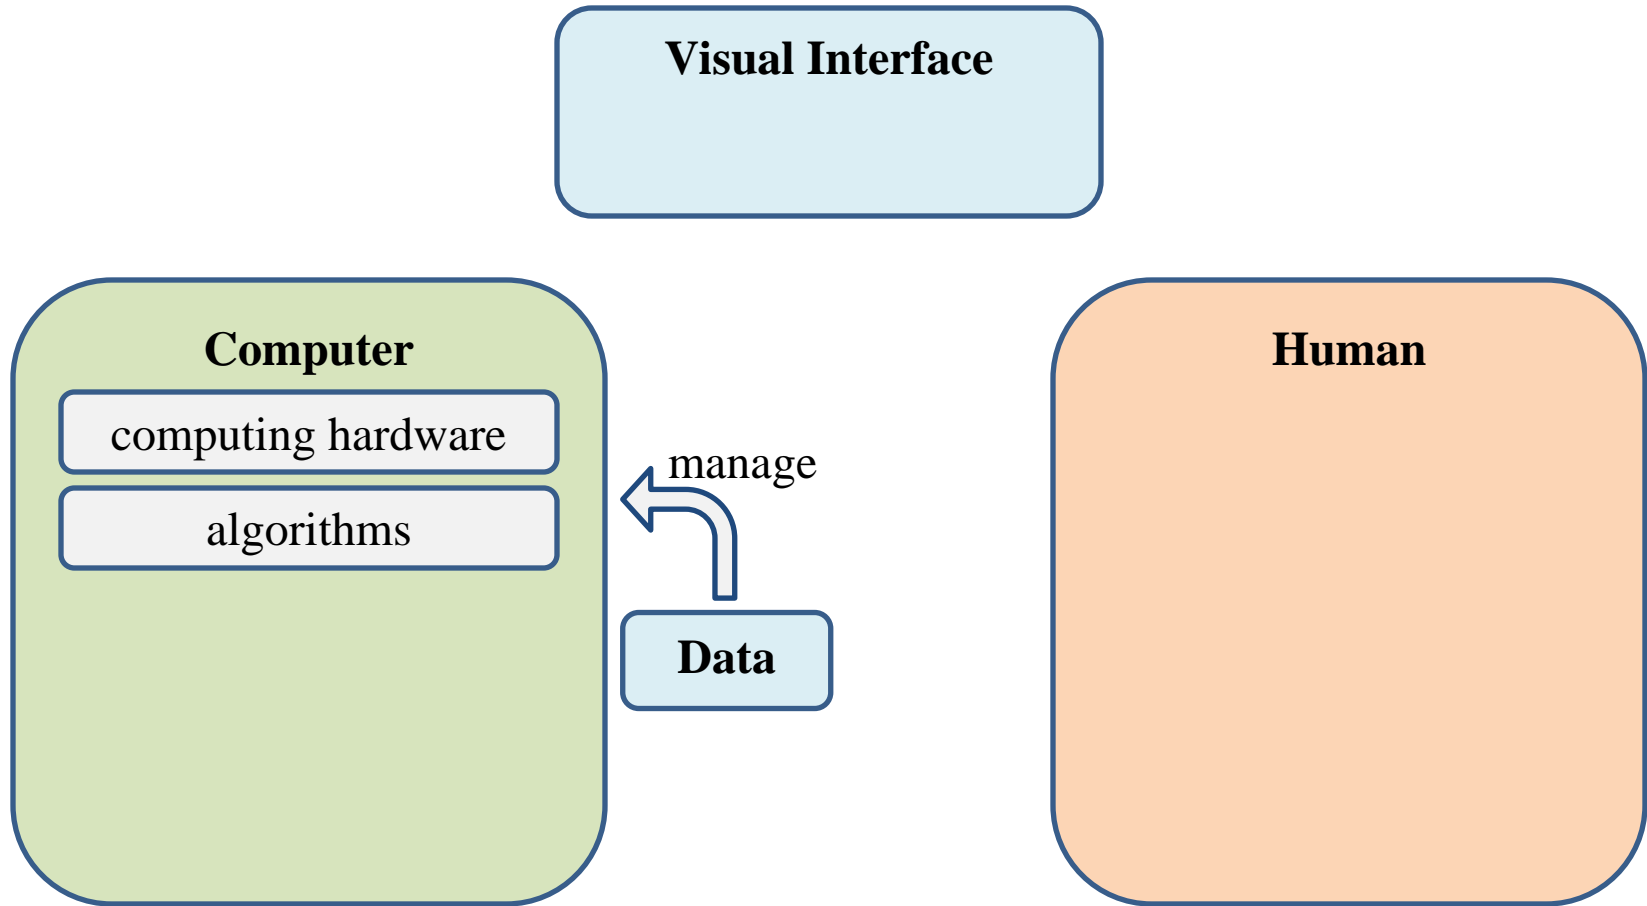 Visual Interface
Computer
Human
computing hardware
manage
algorithms
Data